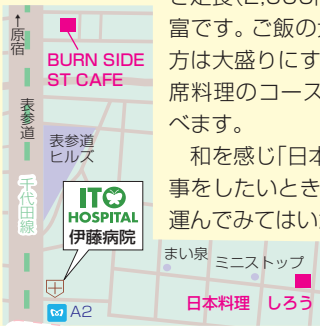 ↑
原宿
BURN SIDE
ST CAFE
表参道
表参道
ヒルズ
千代田線
ITO
HOSPITAL
伊藤病院
A2
富です。ご飯の
方は大盛りにす
席料理のコース
べます。
和を感じ「日本
事をしたいとき
運んでみてはい
まい泉
ミニストップ
日本料理 しろう